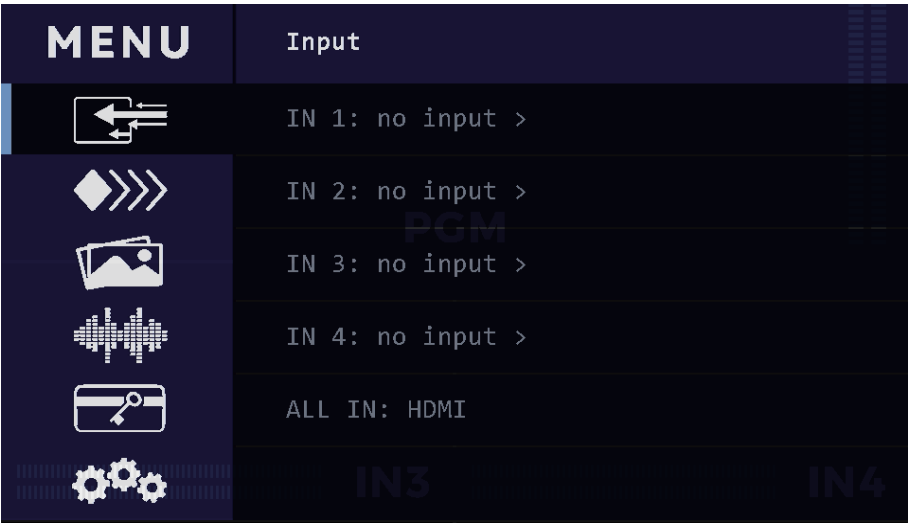 MENU
Input
IN 1: no input >
IN 2: no input >
PGM
IN 3: no input >
IN 4: no input >
ALL IN: HDMI
IN3
IN4